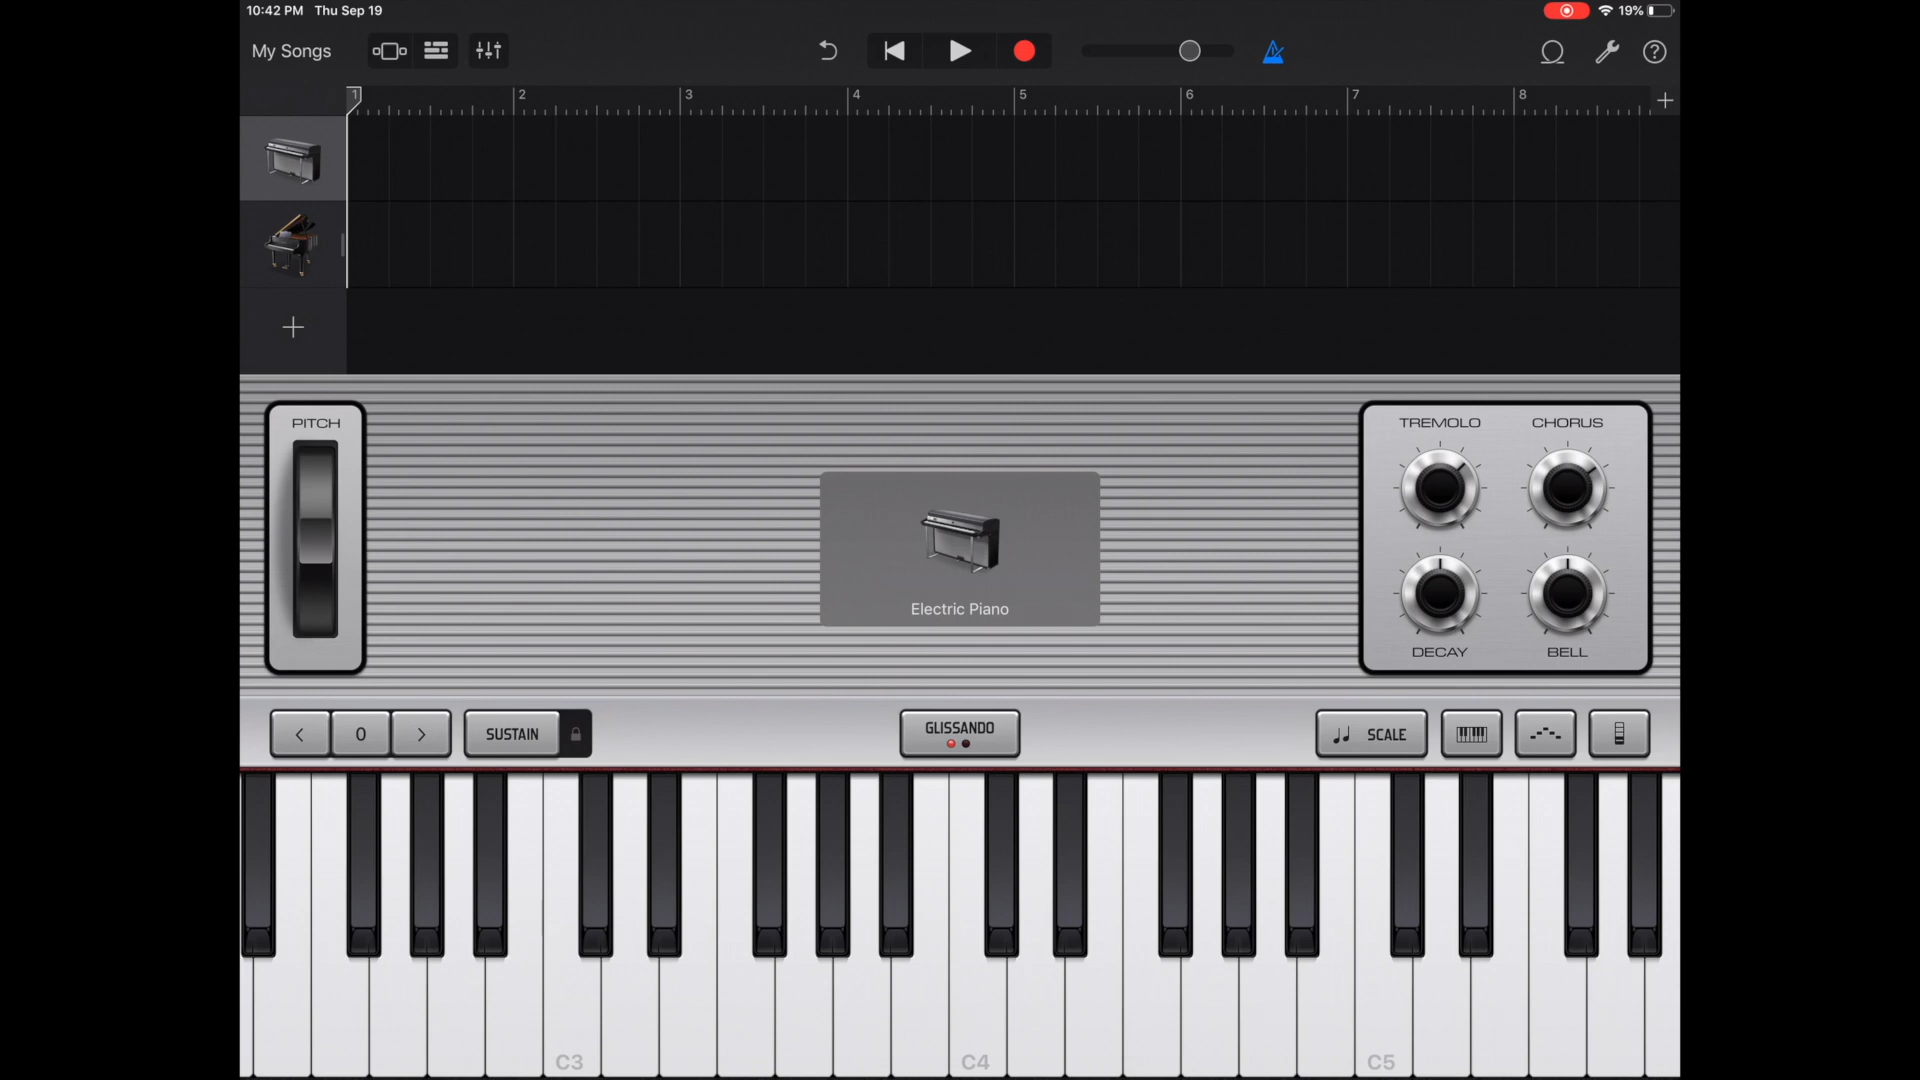 10:42 PM Thu Sep 19
19%
My Songs
1 2 3 4 5 6 7 8
PITCH
TREMOLO CHORUS
Electric Piano
DECAY BELL
0 SUSTAIN GLISSANDO SCALE
C3 C4 C5